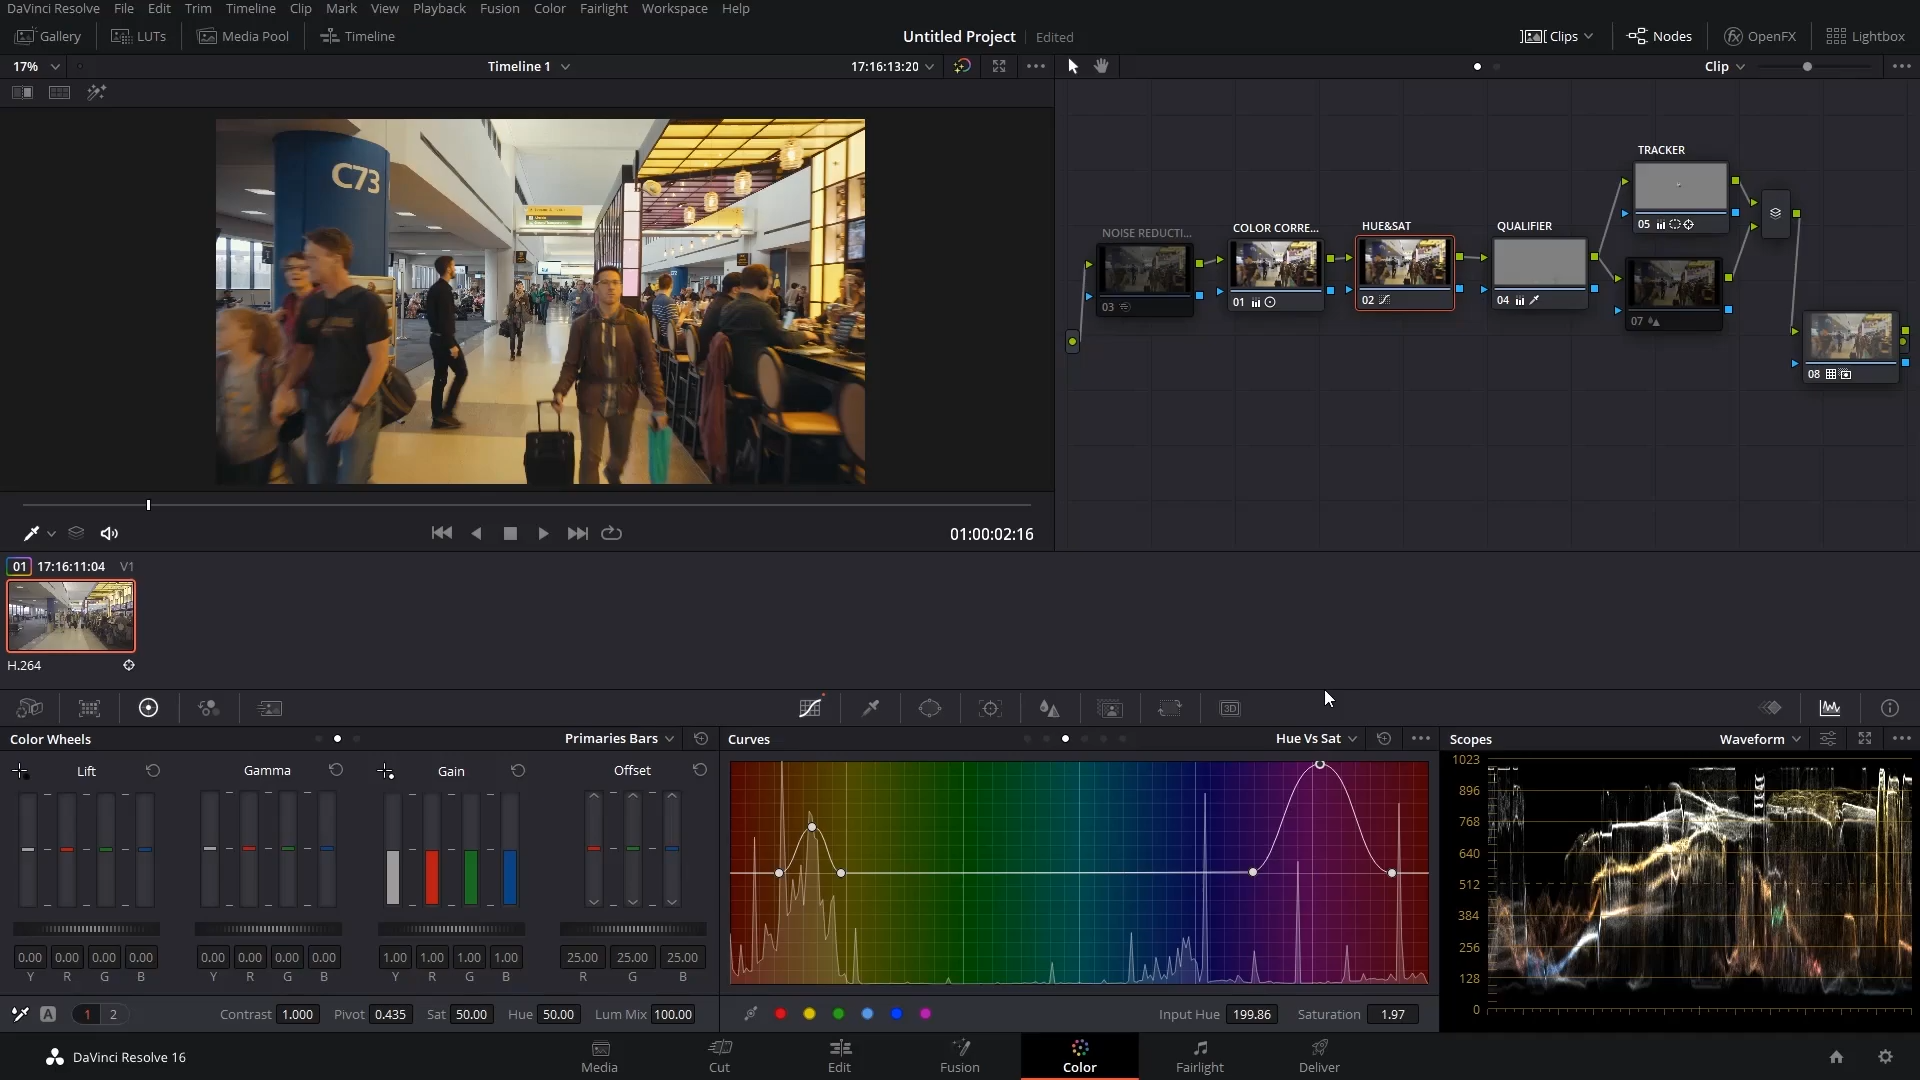 DaVinci Resolve File Edit Trim Timeline Clip Mark View Playback Fusion Color Fairlight Workspace Help
Gallery LUTs Media Pool Timeline Untitled Project Edited Clips Nodes fx OpenFX Lightbox
17% Timeline 1 17:16:13:20 Clip
C73
TRACKER
05
NOISE REDUCTI...
03
COLOR CORRE...
01
HUE&SAT
02
QUALIFIER
04
07
08
01:00:02:16
01 17:16:11:04 V1
H.264
3D
Color Wheels Primaries Bars Curves Hue Vs Sat Scopes Waveform
Lift Gamma Gain Offset
0.00 0.00 0.00 0.00 0.00 0.00 0.00 0.00 1.00 1.00 1.00 1.00 25.00 25.00 25.00
Y R G B Y R G B Y R G B R G B
1023
896
768
640
512
384
256
128
0
A 1 2 Contrast 1.000 Pivot 0.435 Sat 50.00 Hue 50.00 Lum Mix 100.00 Input Hue 199.86 Saturation 1.97
DaVinci Resolve 16 Media Cut Edit Fusion Color Fairlight Deliver